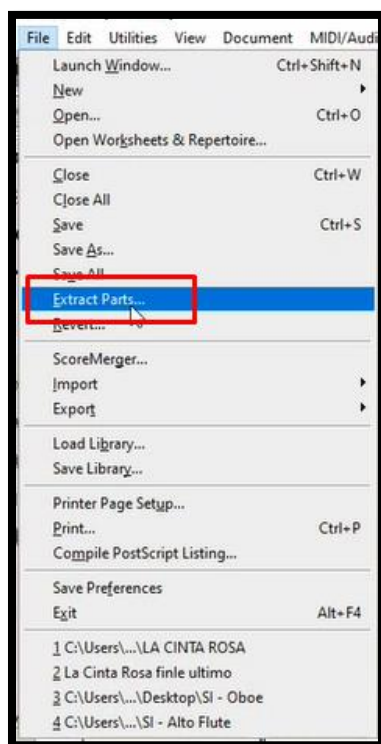 File Edit Utilities View Document MIDI/Audi
Launch Window... Ctrl+Shift+N
New
Open... Ctrl+O
Open Worksheets & Repertoire...
Close Ctrl+W
Close All
Save Ctrl+S
Save As...
Save All
Extract Parts...
Revert...
ScoreMerger...
Import
Export
Load Library...
Save Library...
Printer Page Setup...
Print... Ctrl+P
Compile PostScript Listing...
Save Preferences
Exit Alt+F4
1 C:\Users\...\LA CINTA ROSA
2 La Cinta Rosa finle ultimo
3 C:\Users\...\Desktop\SI - Oboe
4 C:\Users\...\SI - Alto Flute